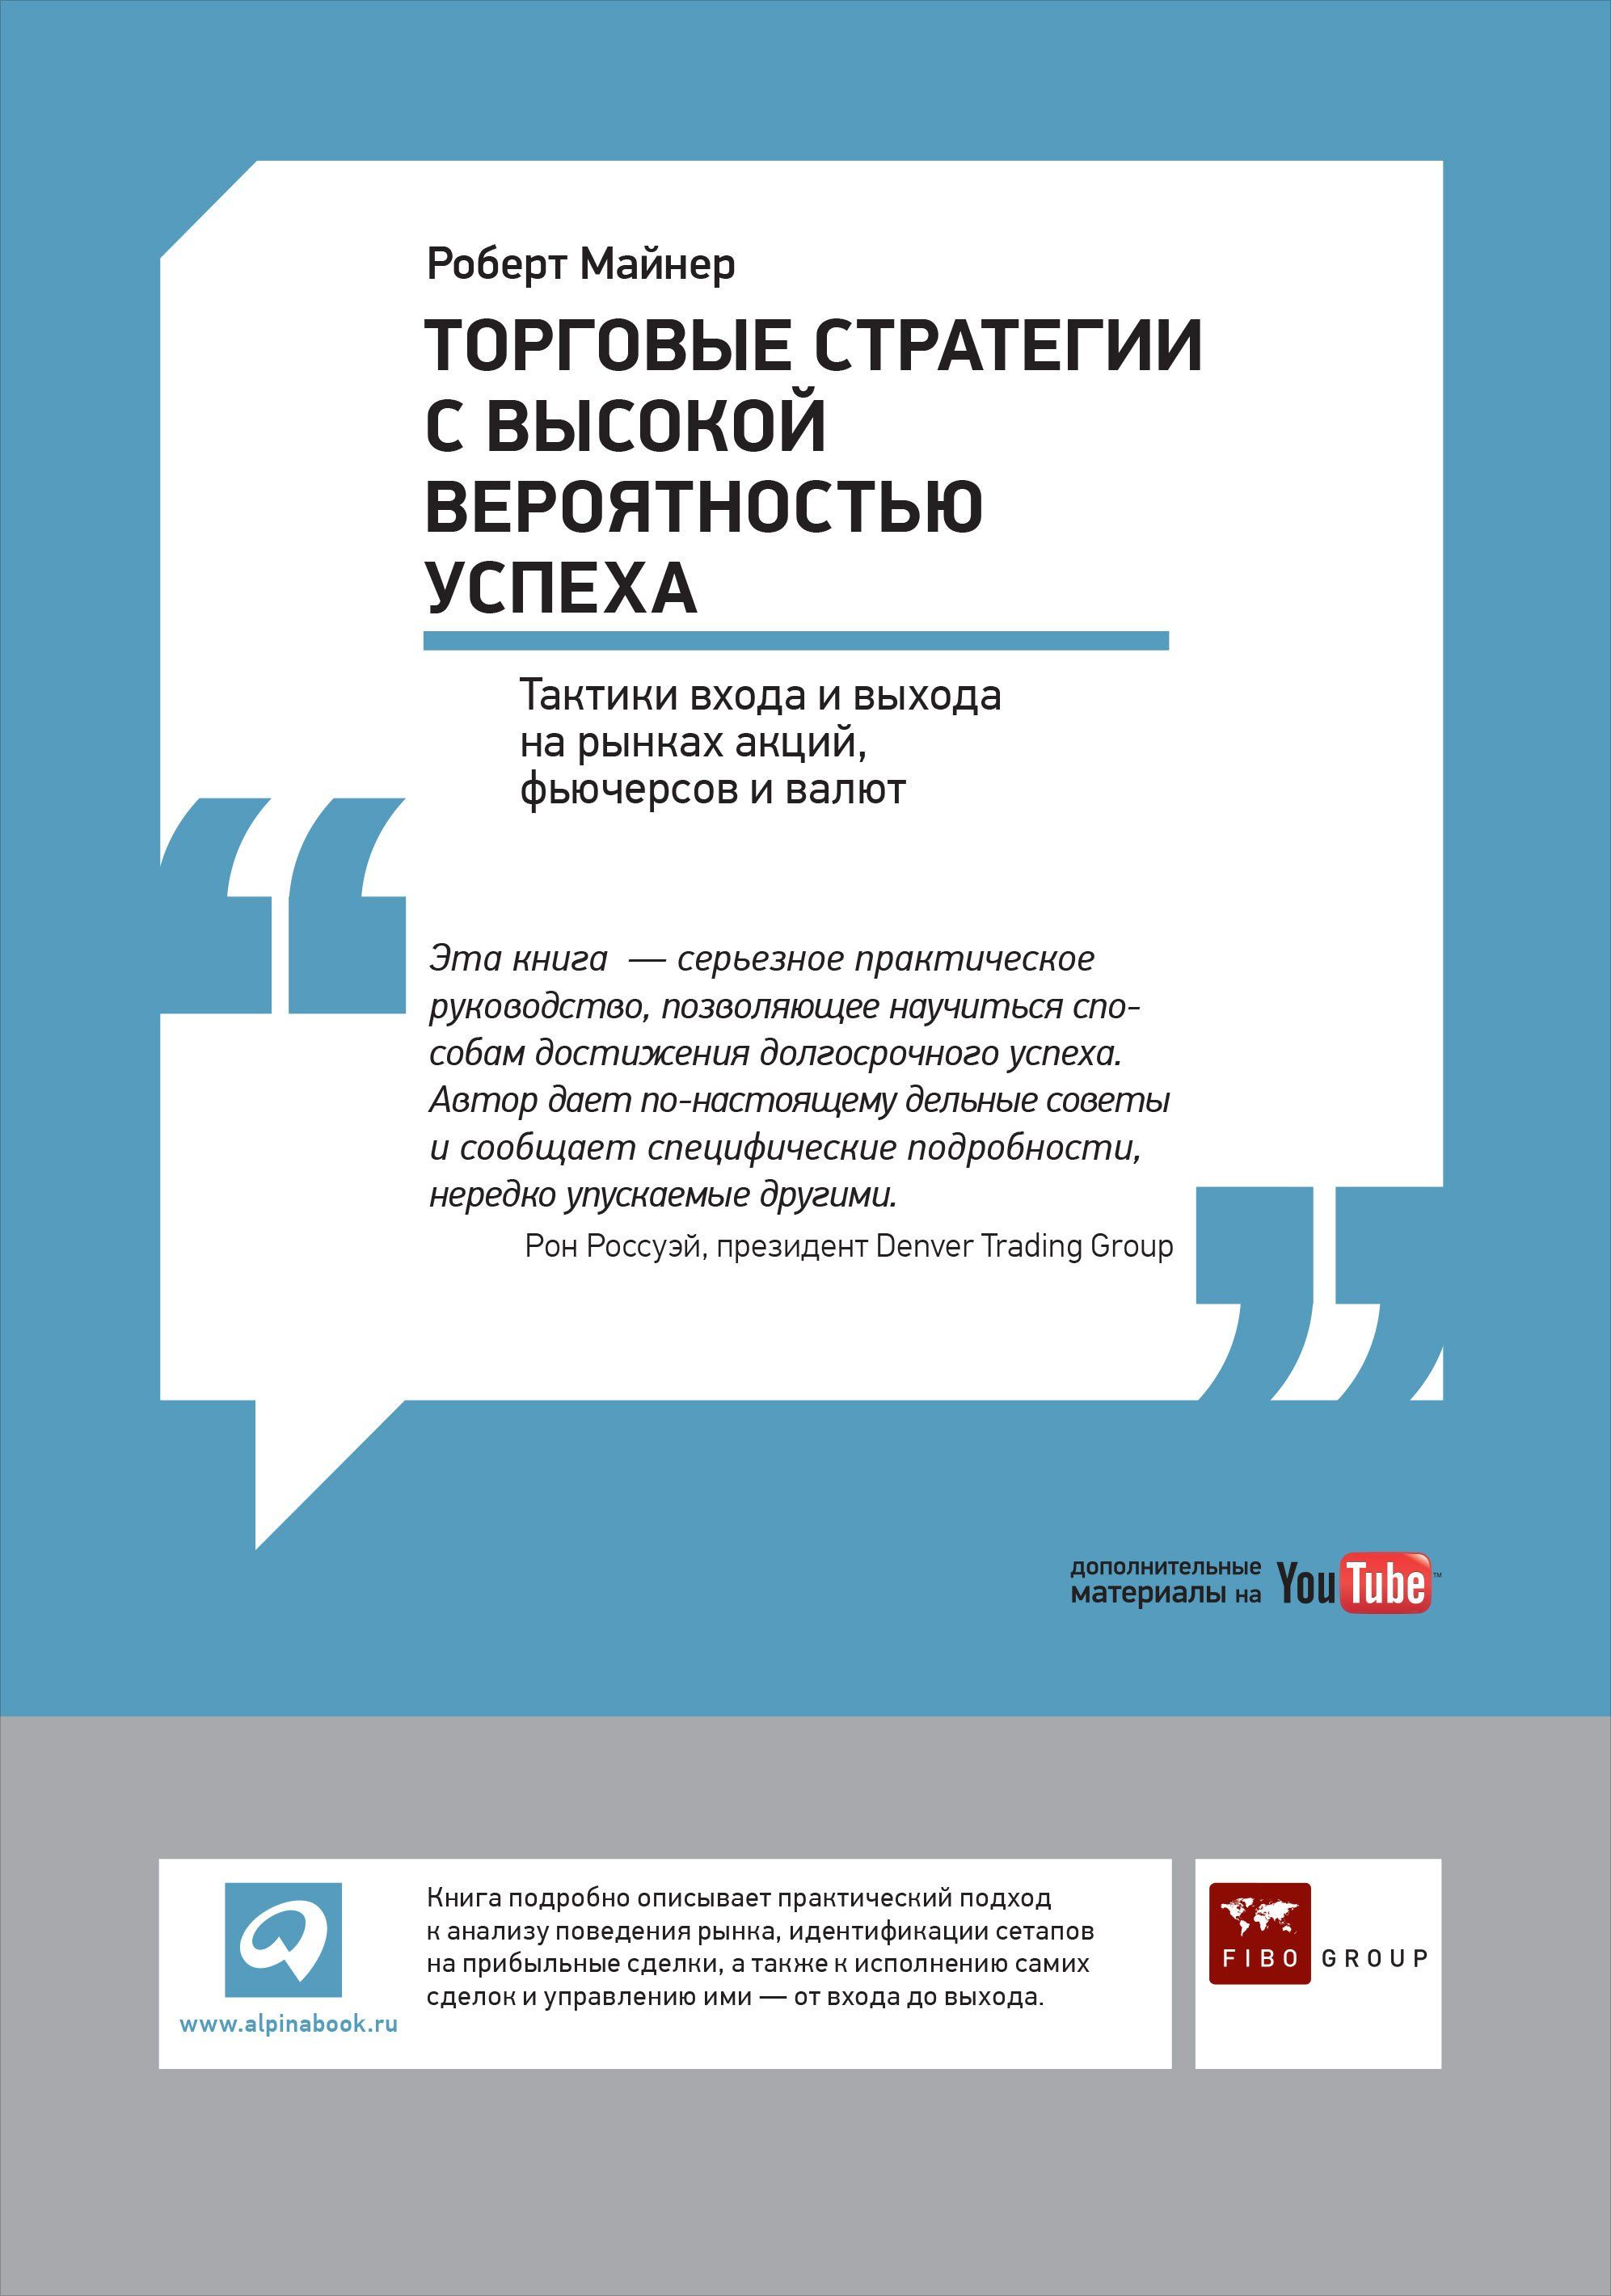 Роберт Майнер
ТОРГОВЫЕ СТРАТЕГИИ
С ВЫСОКОЙ
ВЕРОЯТНОСТЬЮ
УСПЕХА
Тактики входа и выхода
на рынках акций,
фьючерсов и валют
Эта книга — серьезное практическое
руководство, позволяющее научиться спо-
собам достижения долгосрочного успеха.
Автор дает по-настоящему дельные советы
и сообщает специфические подробности,
нередко упускаемые другими.
Рон Россуэй, президент Denver Trading Group
дополнительные
материалы на YouTube™
Книга подробно описывает практический подход
к анализу поведения рынка, идентификации сетапов
на прибыльные сделки, а также к исполнению самих
сделок и управлению ими — от входа до выхода.
www.alpinabook.ru
FIBO GROUP